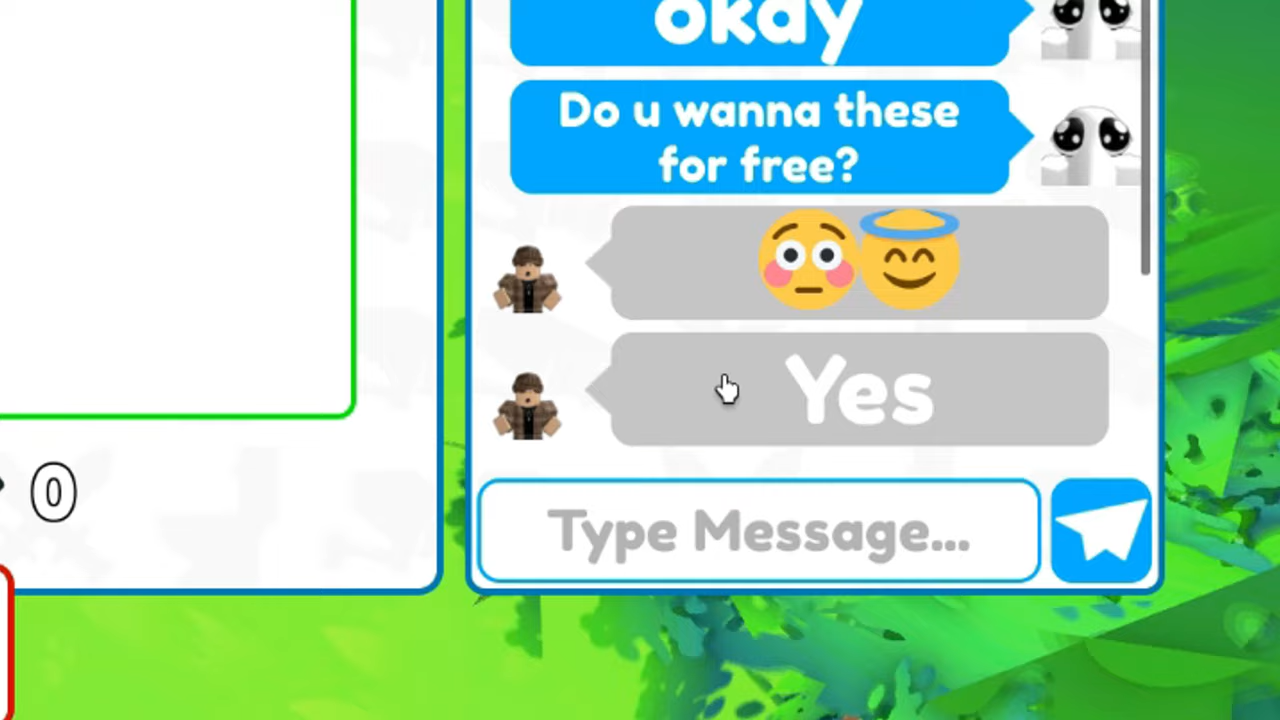 okay
Do u wanna these
for free?
😳😇
Yes
0
Type Message...